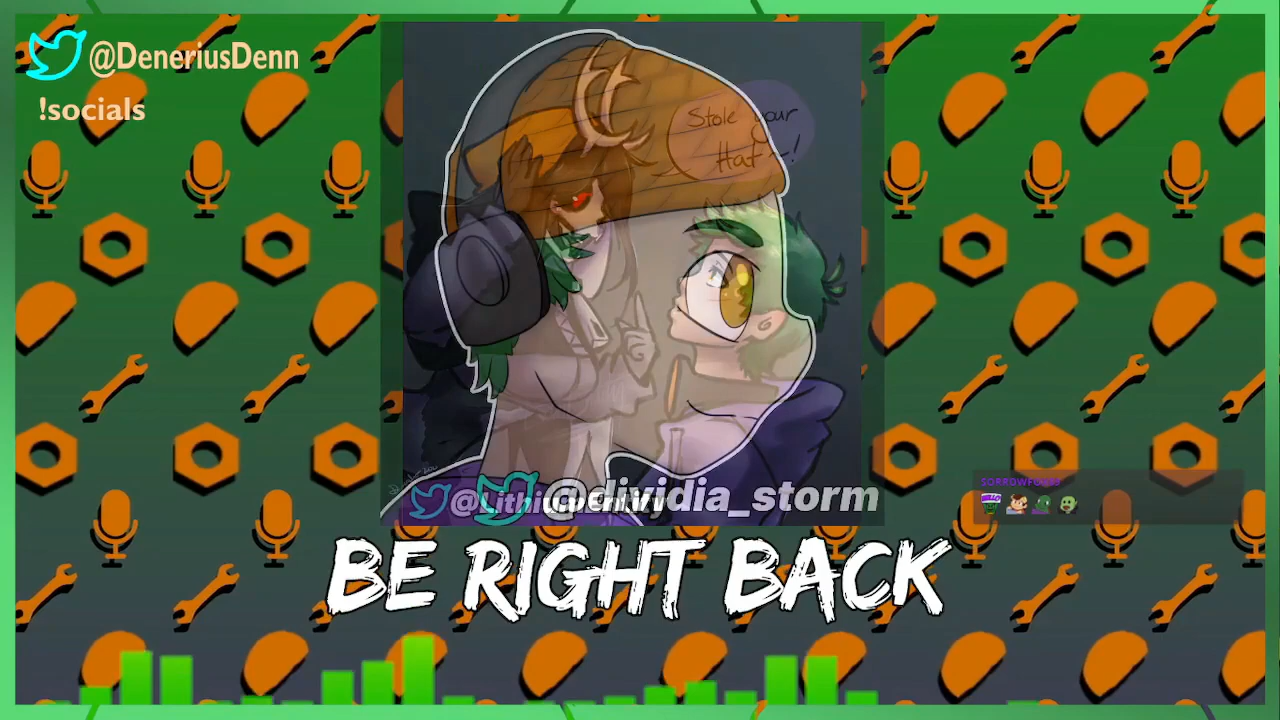 @DeneriusDenn
!socials
Stole your
Hat ~!
@dividia_storm
BE RIGHT BACK